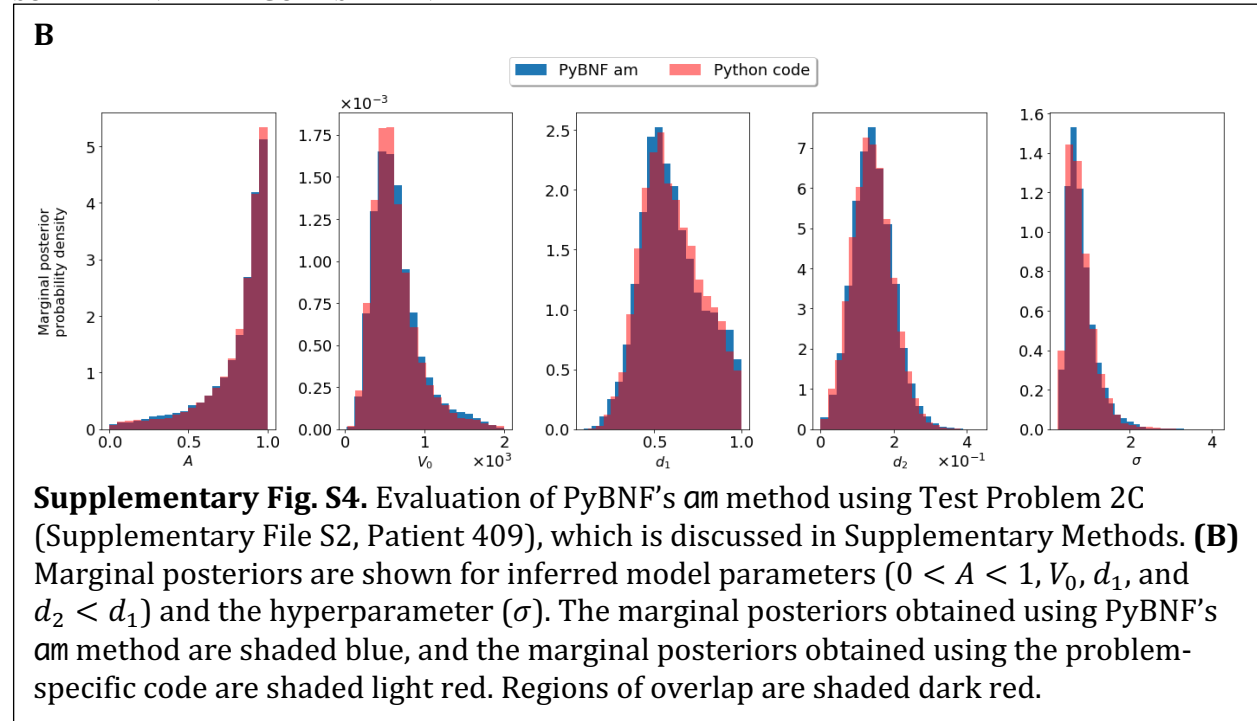 B
PyBNF am Python code
Marginal posterior
probability density
5
4
3
2
1
0
0.0 0.5 1.0
A
×10⁻³
1.75
1.50
1.25
1.00
0.75
0.50
0.25
0.00
0 1 2
V₀ ×10³
2.5
2.0
1.5
1.0
0.5
0.0
0.5 1.0
d₁
7
6
5
4
3
2
1
0
0 2 4
d₂ ×10⁻¹
1.6
1.4
1.2
1.0
0.8
0.6
0.4
0.2
0.0
2 4
σ
Supplementary Fig. S4. Evaluation of PyBNF’s am method using Test Problem 2C
(Supplementary File S2, Patient 409), which is discussed in Supplementary Methods. (B)
Marginal posteriors are shown for inferred model parameters (0 < A < 1, V₀, d₁, and
d₂ < d₁) and the hyperparameter (σ). The marginal posteriors obtained using PyBNF’s
am method are shaded blue, and the marginal posteriors obtained using the problem-
specific code are shaded light red. Regions of overlap are shaded dark red.